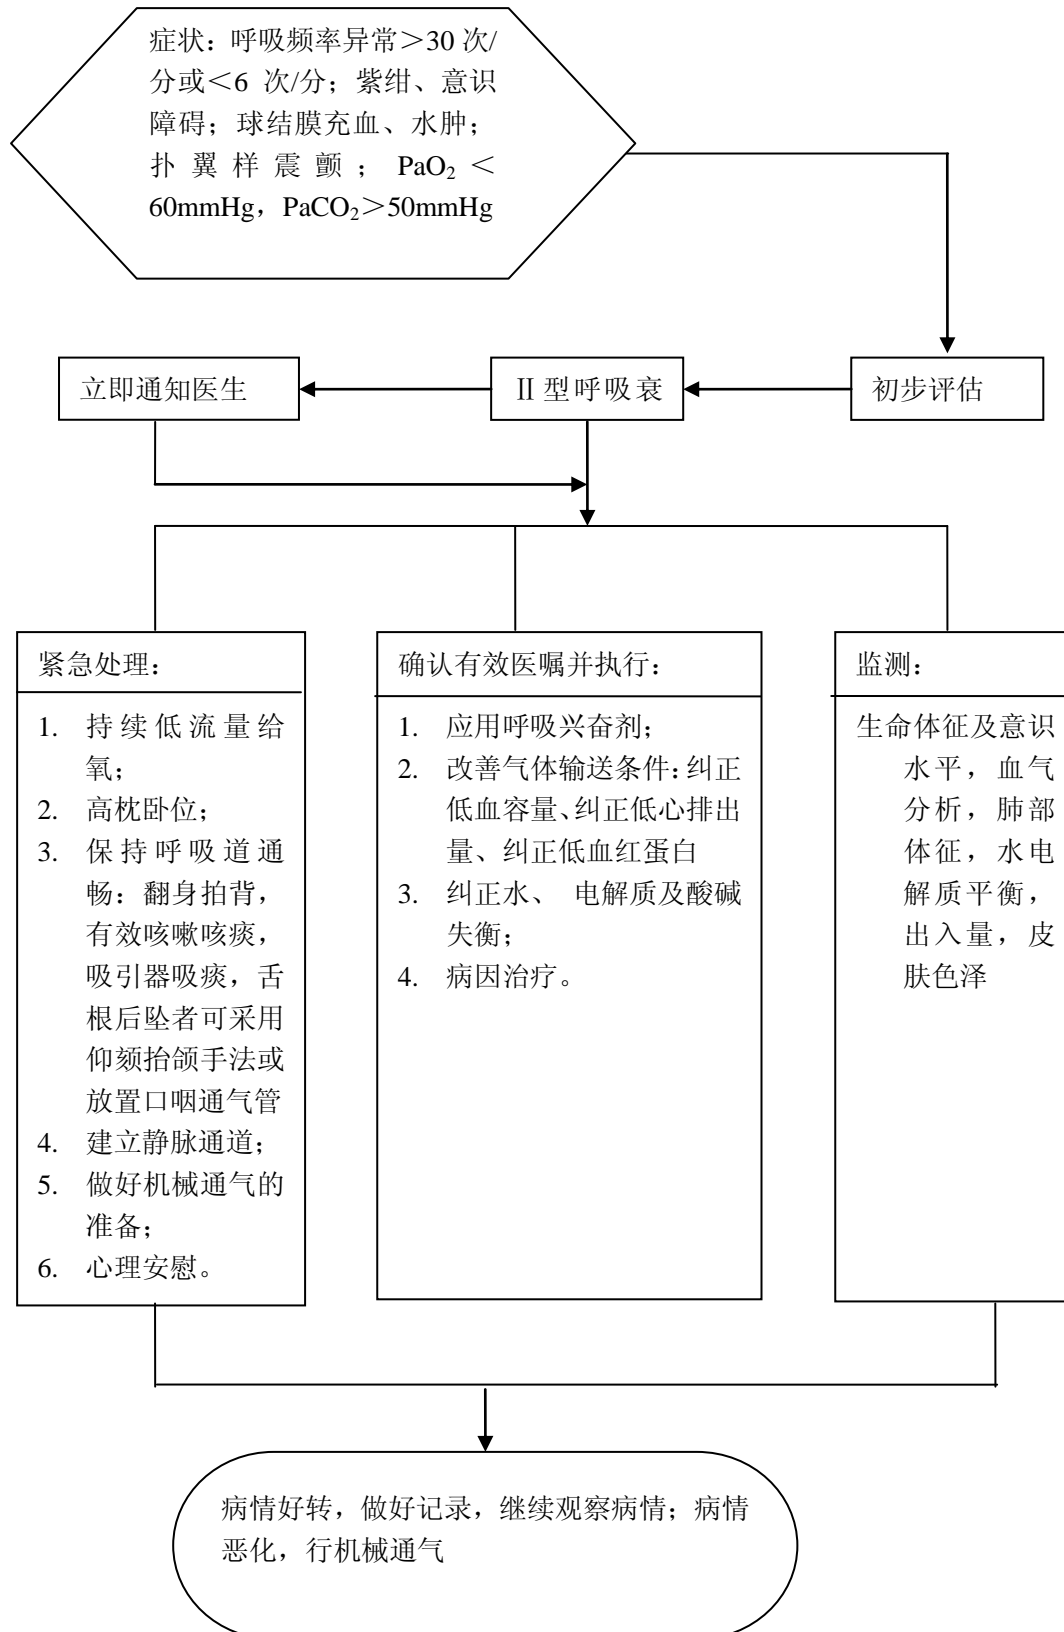 症状：呼吸频率异常＞30 次/
分或＜6 次/分；紫绀、意识
障碍；球结膜充血、水肿；
扑翼样震颤；PaO₂＜
60mmHg，PaCO₂＞50mmHg
立即通知医生
Ⅱ型呼吸衰
初步评估
紧急处理：
1. 持续低流量给
氧；
2. 高枕卧位；
3. 保持呼吸道通
畅：翻身拍背，
有效咳嗽咳痰，
吸引器吸痰，舌
根后坠者可采用
仰颏抬颌手法或
放置口咽通气管
4. 建立静脉通道；
5. 做好机械通气的
准备；
6. 心理安慰。
确认有效医嘱并执行：
1. 应用呼吸兴奋剂；
2. 改善气体输送条件：纠正
低血容量、纠正低心排出
量、纠正低血红蛋白
3. 纠正水、 电解质及酸碱
失衡；
4. 病因治疗。
监测：
生命体征及意识
水平，血气
分析，肺部
体征，水电
解质平衡，
出入量，皮
肤色泽
病情好转，做好记录，继续观察病情；病情
恶化，行机械通气